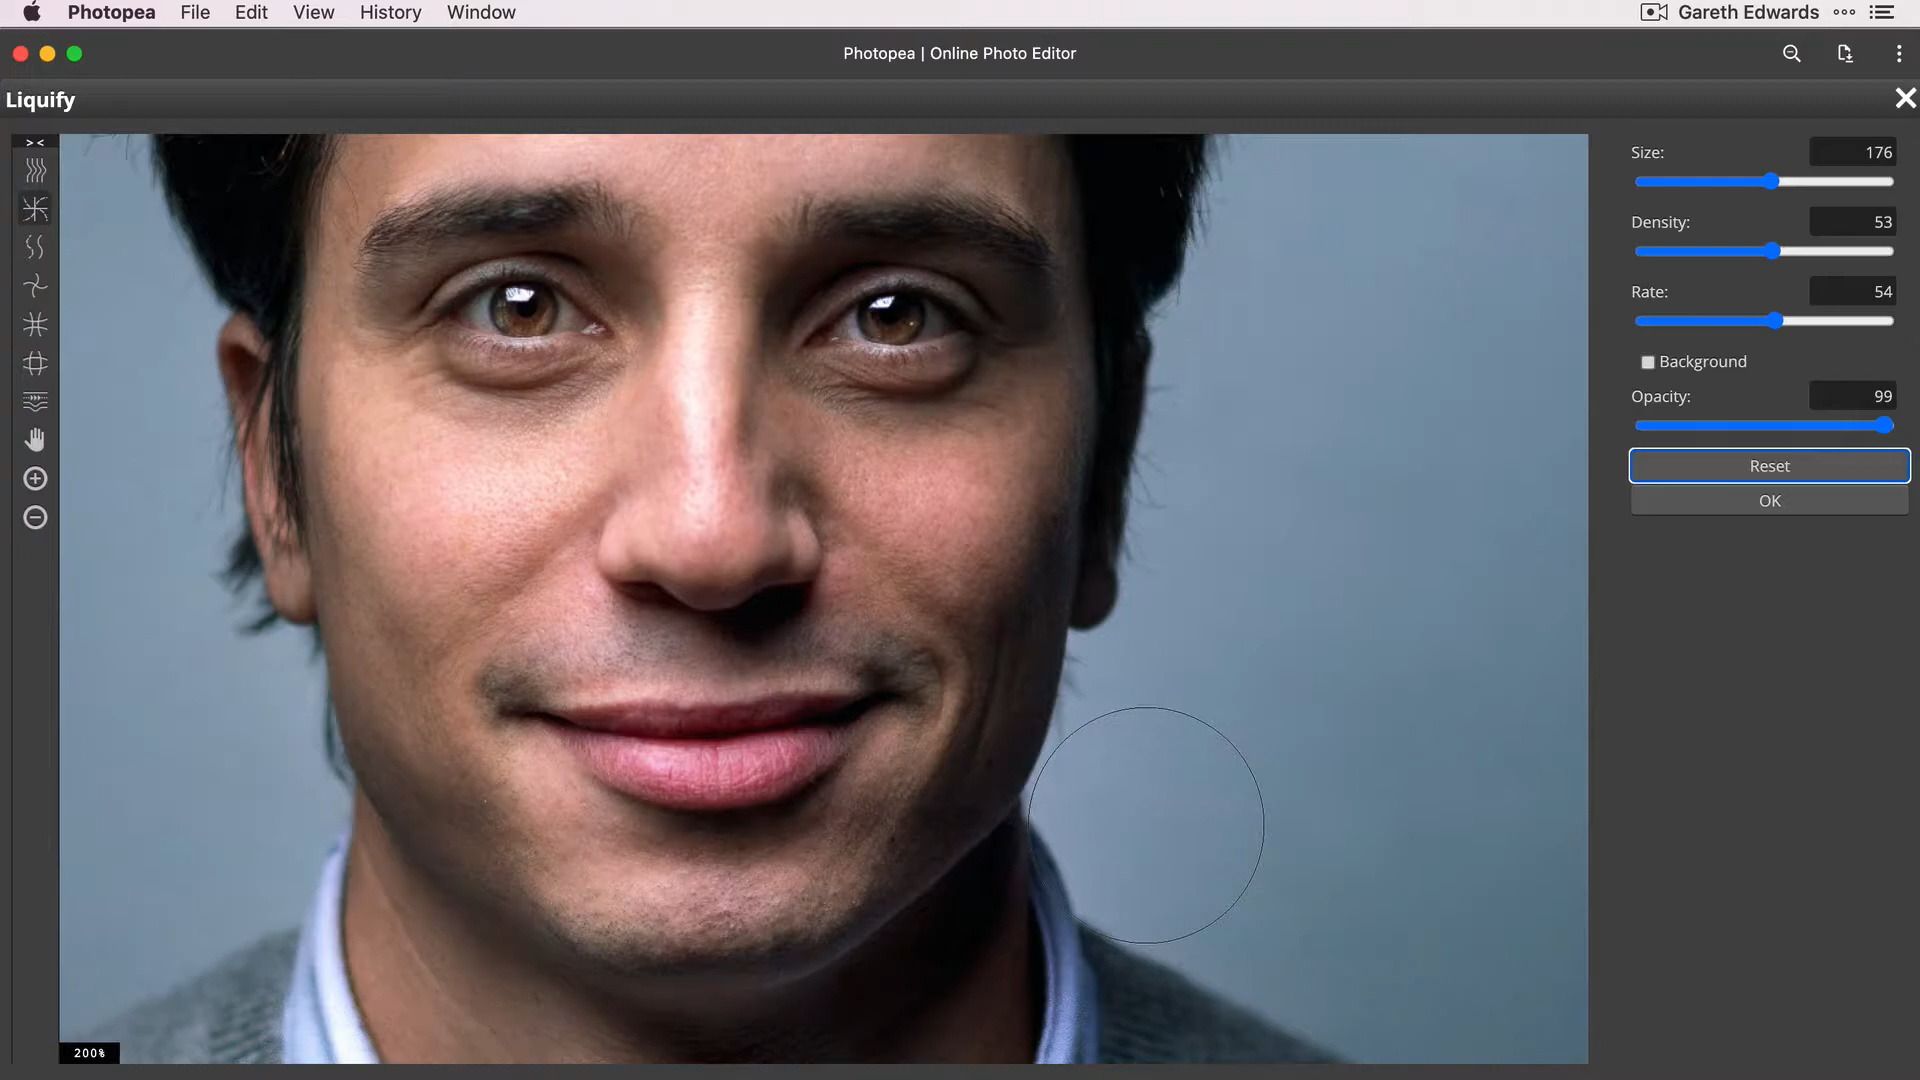 Photopea File Edit View History Window Gareth Edwards
Photopea | Online Photo Editor
Liquify
Size: 176
Density: 53
Rate: 54
Background
Opacity: 99
Reset
OK
200%